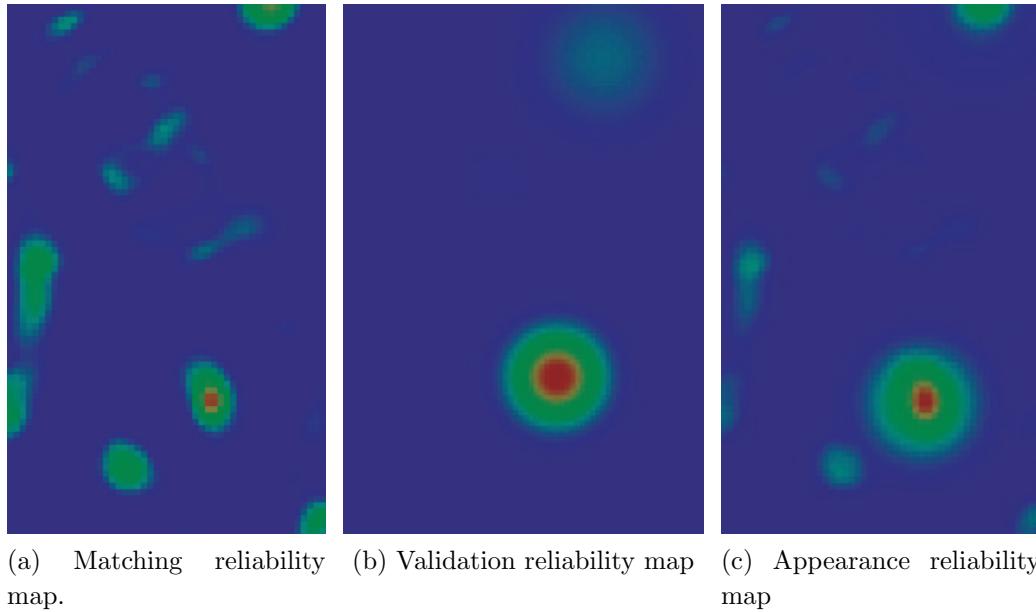 (a) Matching reliability
map.
(b) Validation reliability map
(c) Appearance reliability
map